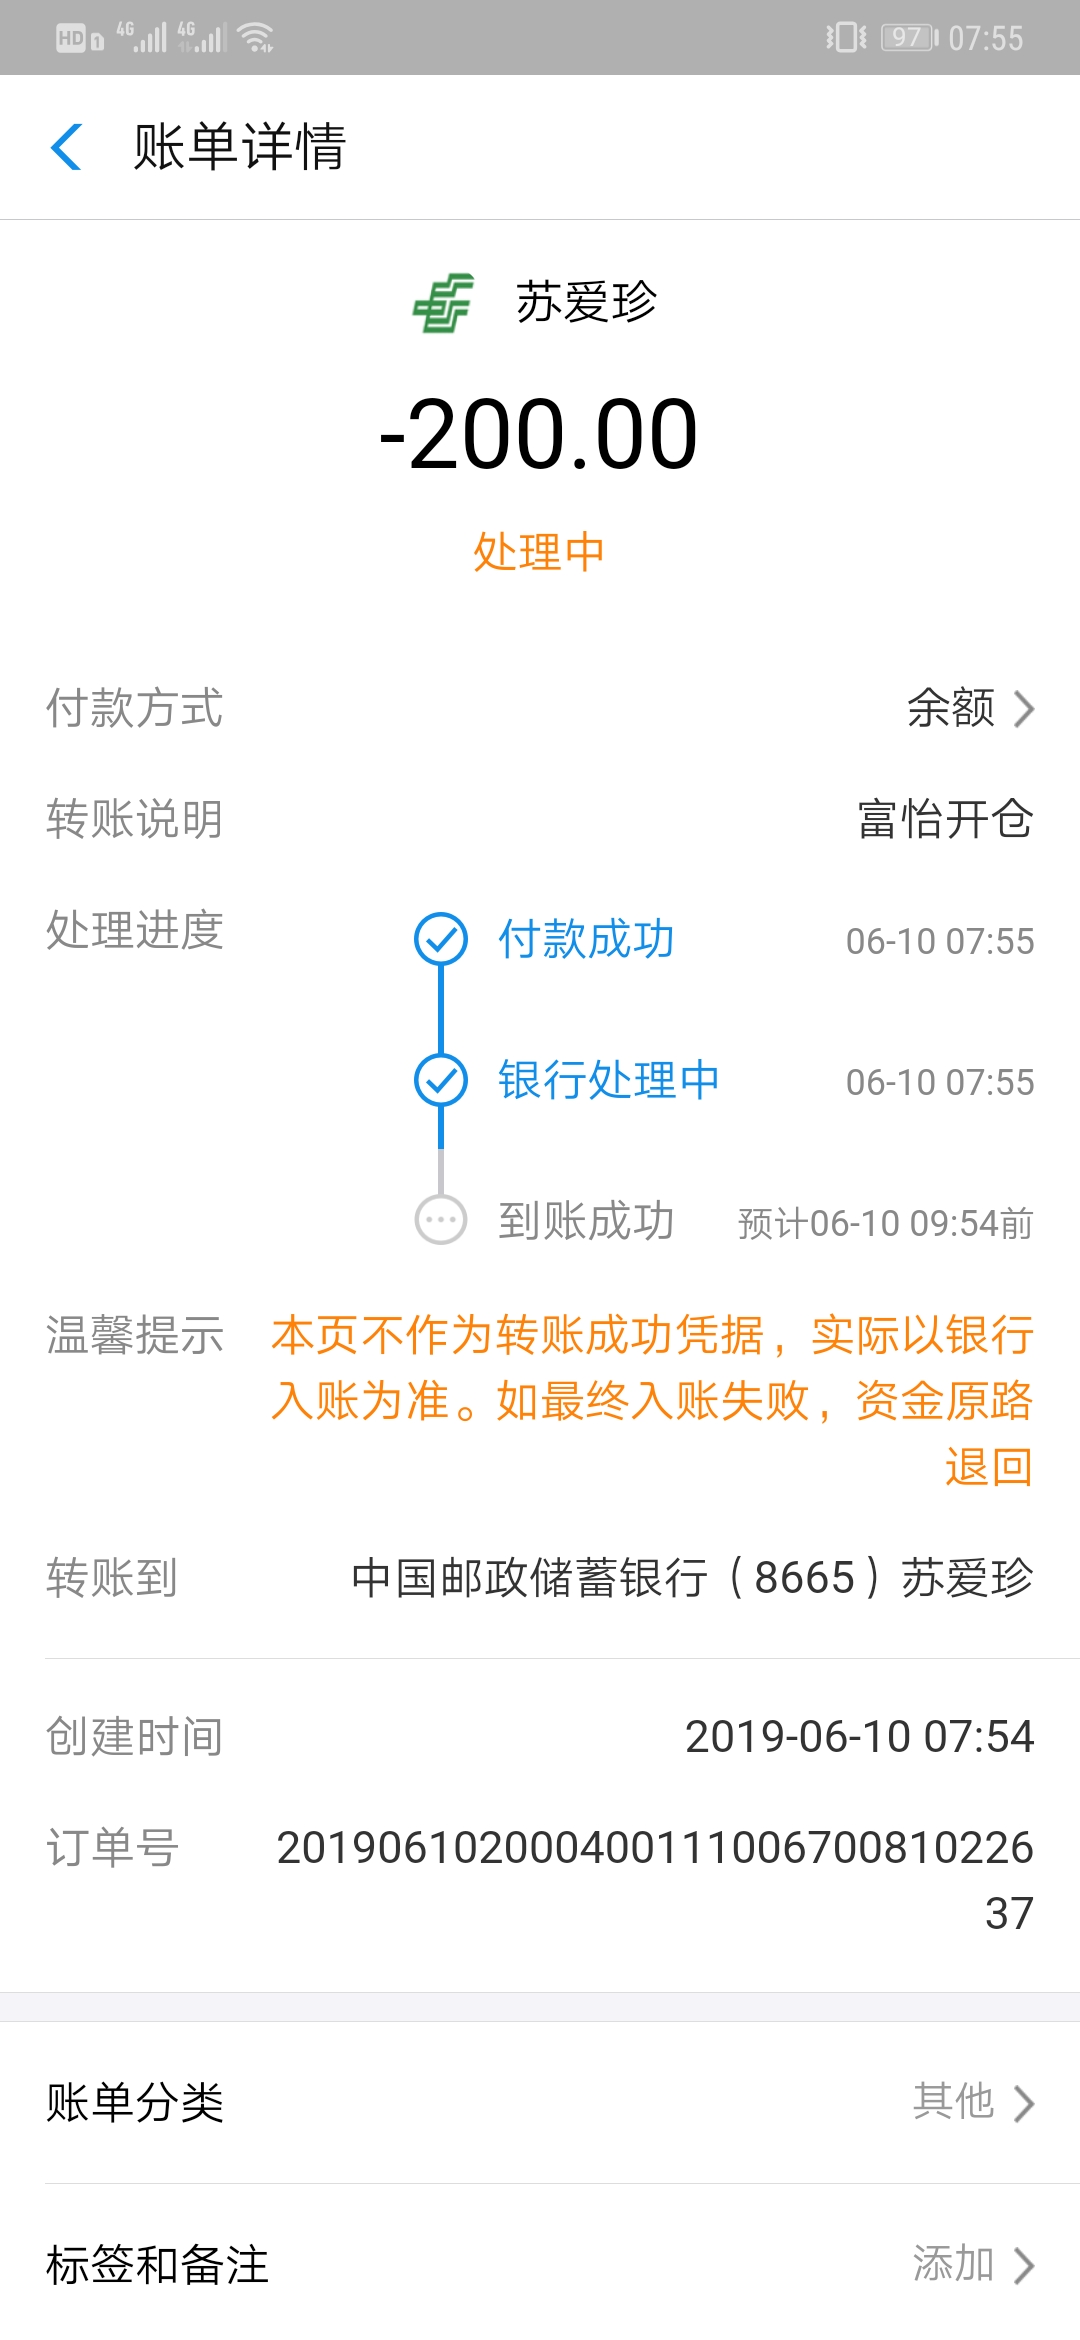 HD 1 4G 4G 97 07:55
账单详情
苏爱珍
-200.00
处理中
付款方式 余额
转账说明 富怡开仓
处理进度 付款成功 06-10 07:55
银行处理中 06-10 07:55
到账成功 预计06-10 09:54前
温馨提示 本页不作为转账成功凭据，实际以银行
入账为准。如最终入账失败，资金原路
退回
转账到 中国邮政储蓄银行（8665）苏爱珍
创建时间 2019-06-10 07:54
订单号 20190610200040011100670081022​6
37
账单分类 其他
标签和备注 添加